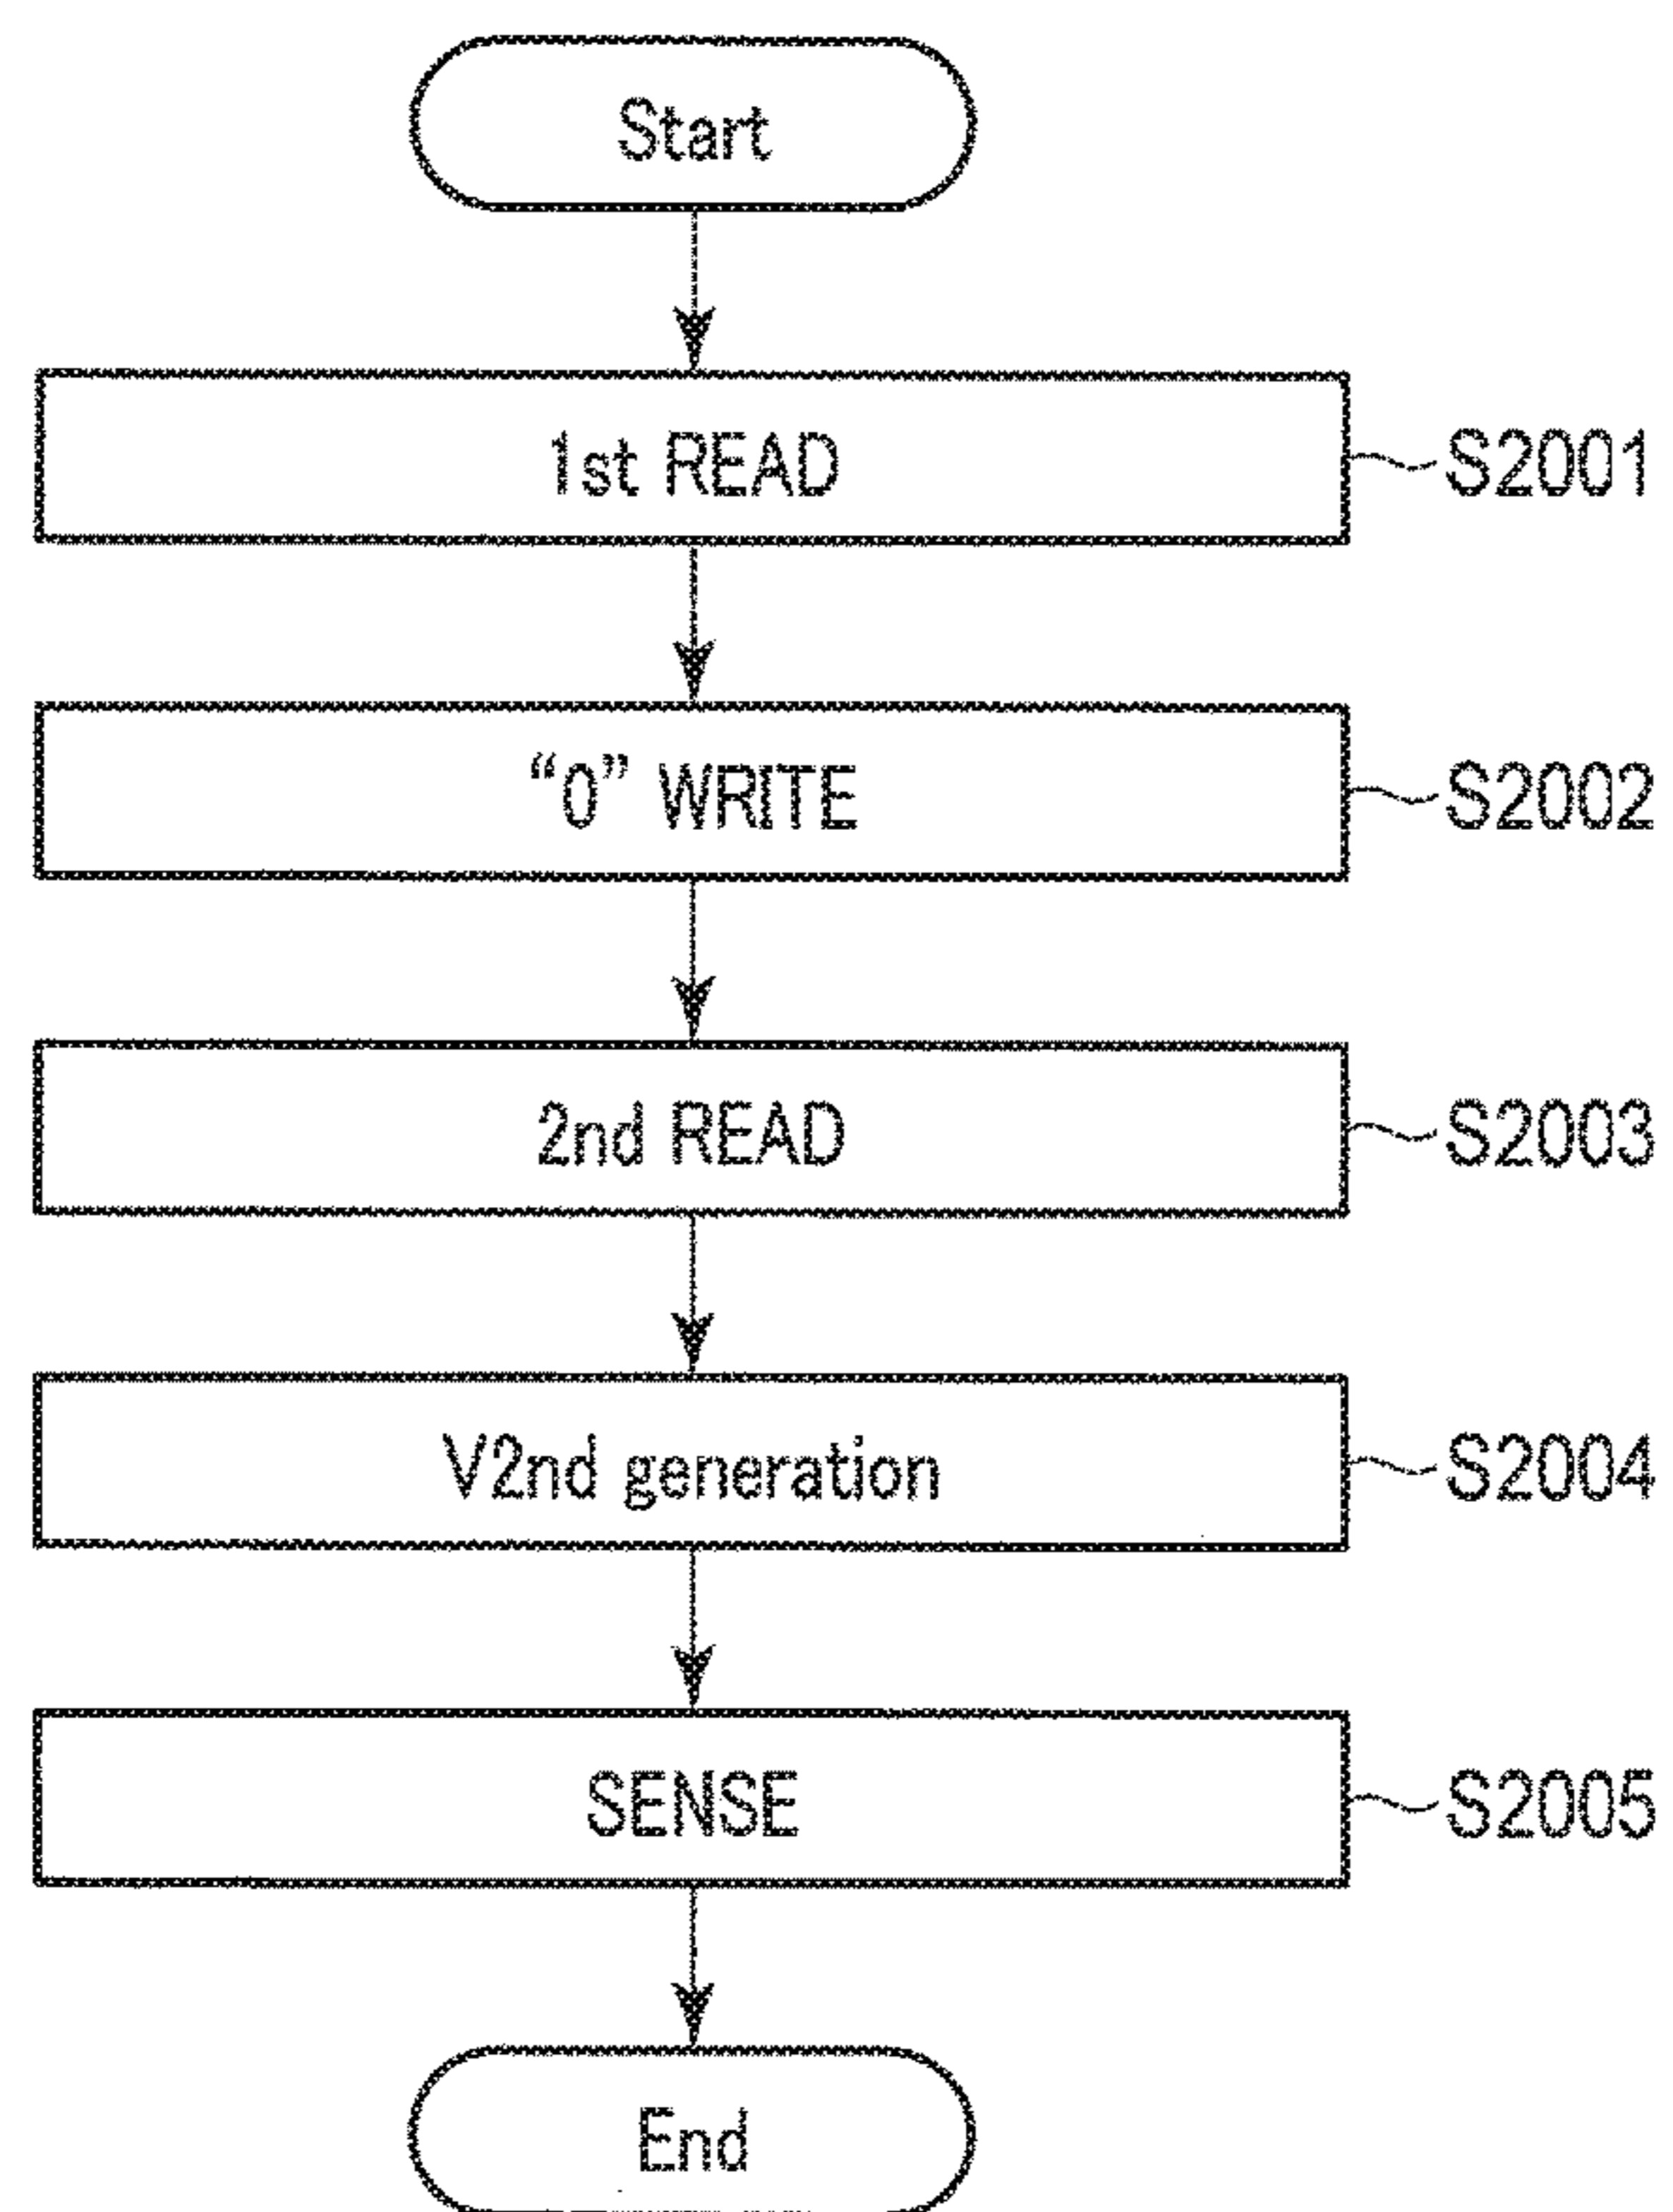 Start
1st READ
S2001
“0” WRITE
S2002
2nd READ
S2003
V2nd generation
S2004
SENSE
S2005
End